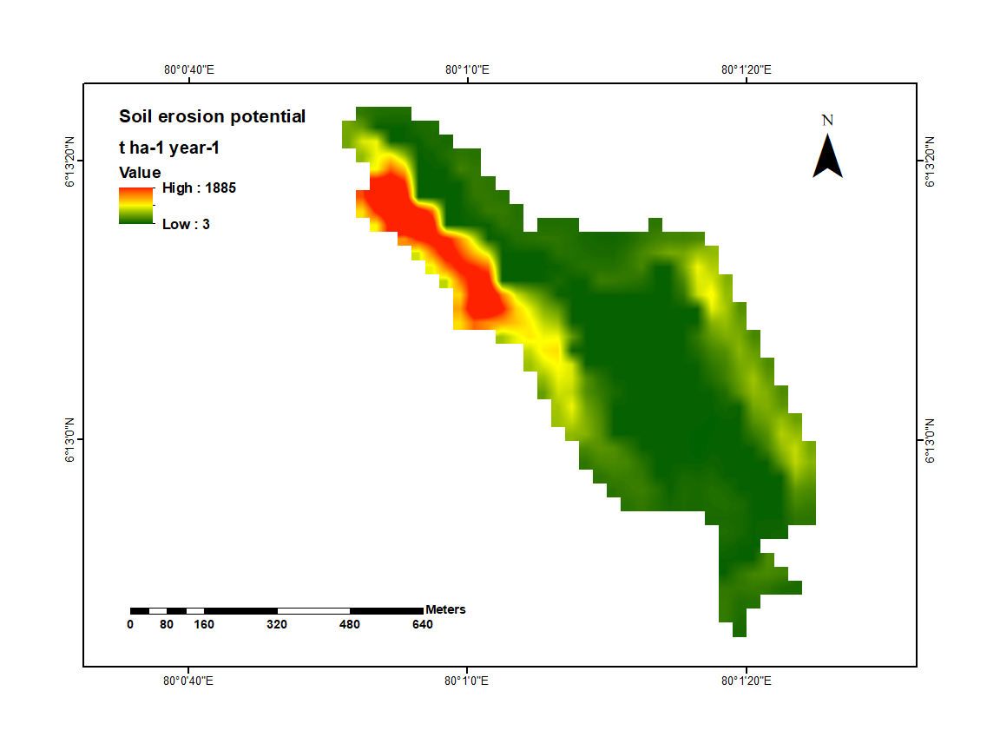 80°0'40"E 80°1'0"E 80°1'20"E
Soil erosion potential
t ha-1 year-1
Value
High : 1885
Low : 3
N
6°13'20"N
6°13'20"N
6°13'0"N
6°13'0"N
Meters
0 80 160 320 480 640
80°0'40"E 80°1'0"E 80°1'20"E